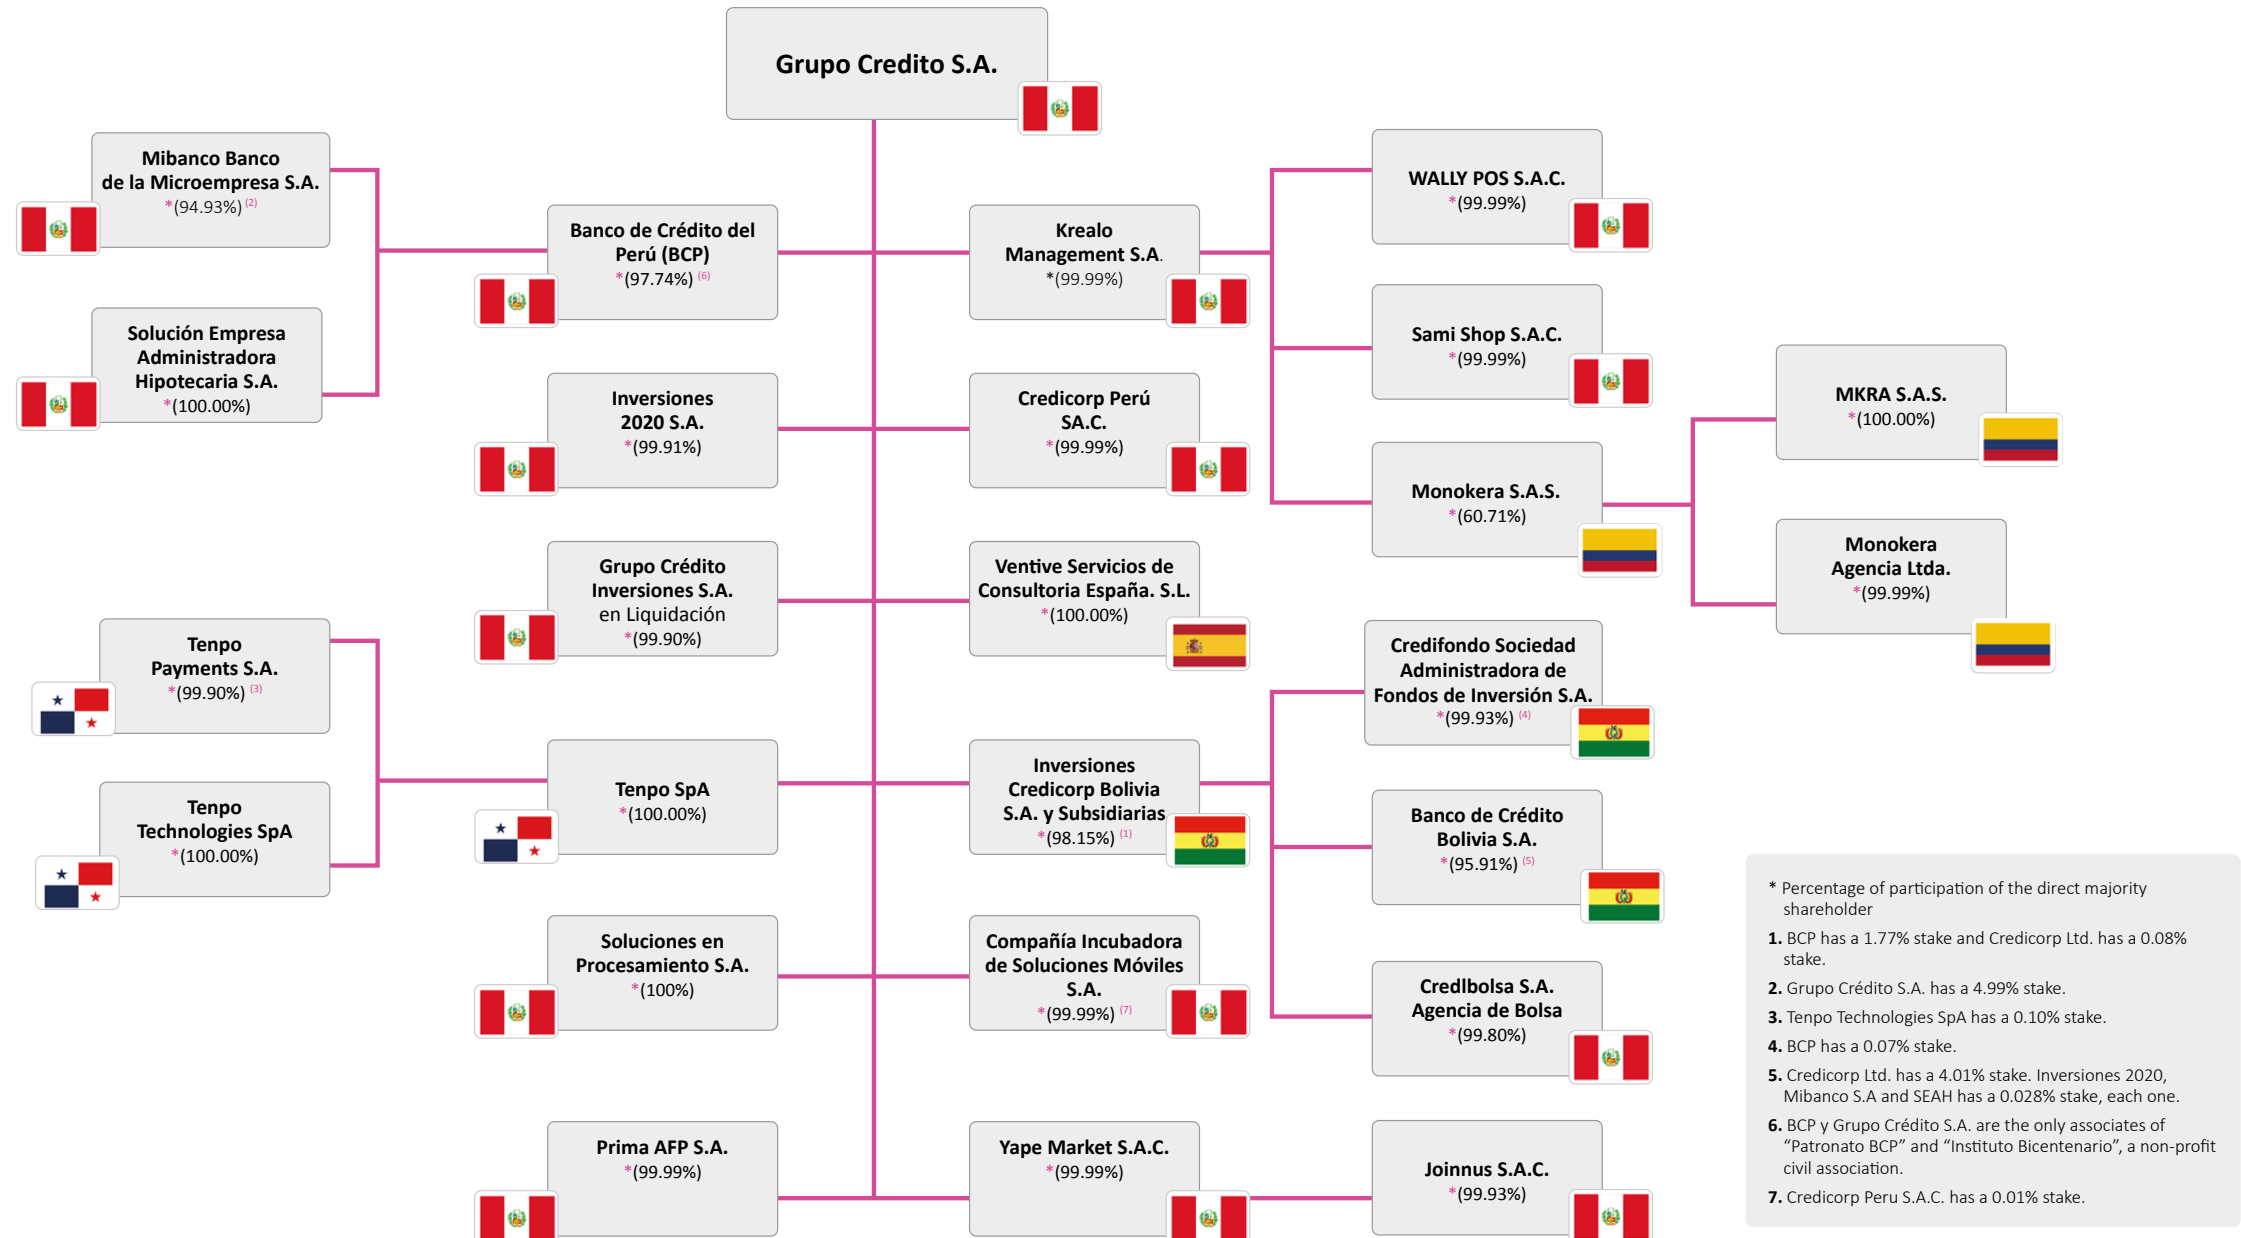 Grupo Credito S.A.
Mibanco Banco
de la Microempresa S.A.
*(94.93%) (2)
Solución Empresa
Administradora
Hipotecaria S.A.
*(100.00%)
Tenpo
Payments S.A.
*(99.90%) (3)
Tenpo
Technologies SpA
*(100.00%)
Banco de Crédito del
Perú (BCP)
*(97.74%) (6)
Inversiones
2020 S.A.
*(99.91%)
Grupo Crédito
Inversiones S.A.
en Liquidación
*(99.90%)
Tenpo SpA
*(100.00%)
Soluciones en
Procesamiento S.A.
*(100%)
Prima AFP S.A.
*(99.99%)
Krealo
Management S.A.
*(99.99%)
Credicorp Perú
SA.C.
*(99.99%)
Ventive Servicios de
Consultoria España. S.L.
*(100.00%)
Inversiones
Credicorp Bolivia
S.A. y Subsidiarias
*(98.15%) (1)
Compañía Incubadora
de Soluciones Móviles
S.A.
*(99.99%) (7)
Yape Market S.A.C.
*(99.99%)
WALLY POS S.A.C.
*(99.99%)
Sami Shop S.A.C.
*(99.99%)
Monokera S.A.S.
*(60.71%)
Credifondo Sociedad
Administradora de
Fondos de Inversión S.A.
*(99.93%) (4)
Banco de Crédito
Bolivia S.A.
*(95.91%) (5)
Credlbolsa S.A.
Agencia de Bolsa
*(99.80%)
Joinnus S.A.C.
*(99.93%)
MKRA S.A.S.
*(100.00%)
Monokera
Agencia Ltda.
*(99.99%)
* Percentage of participation of the direct majority
shareholder
1. BCP has a 1.77% stake and Credicorp Ltd. has a 0.08%
stake.
2. Grupo Crédito S.A. has a 4.99% stake.
3. Tenpo Technologies SpA has a 0.10% stake.
4. BCP has a 0.07% stake.
5. Credicorp Ltd. has a 4.01% stake. Inversiones 2020,
Mibanco S.A and SEAH has a 0.028% stake, each one.
6. BCP y Grupo Crédito S.A. are the only associates of
“Patronato BCP” and “Instituto Bicentenario”, a non-profit
civil association.
7. Credicorp Peru S.A.C. has a 0.01% stake.